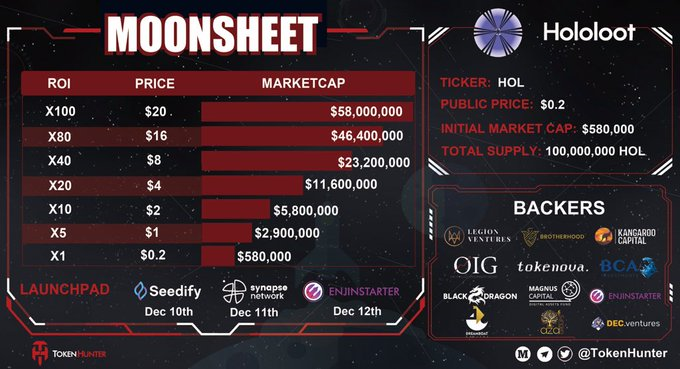 MOONSHEET
ROI PRICE MARKETCAP
X100 $20 $58,000,000
X80 $16 $46,400,000
X40 $8 $23,200,000
X20 $4 $11,600,000
X10 $2 $5,800,000
X5 $1 $2,900,000
X1 $0.2 $580,000
LAUNCHPAD
Seedify
Dec 10th
synapse
network
Dec 11th
ENJINSTARTER
Dec 12th
TOKENHUNTER
Hololoot
TICKER: HOL
PUBLIC PRICE: $0.2
INITIAL MARKET CAP: $580,000
TOTAL SUPPLY: 100,000,000 HOL
BACKERS
LEGION
VENTURES
BROTHERHOOD
KANGAROO
CAPITAL
OIG
tokenova.
BCA
BLACK DRAGON
MAGNUS
CAPITAL
DIGITAL ASSETS FUND
ENJINSTARTER
DREAMBOAT
aza
DEC.ventures
@TokenHunter